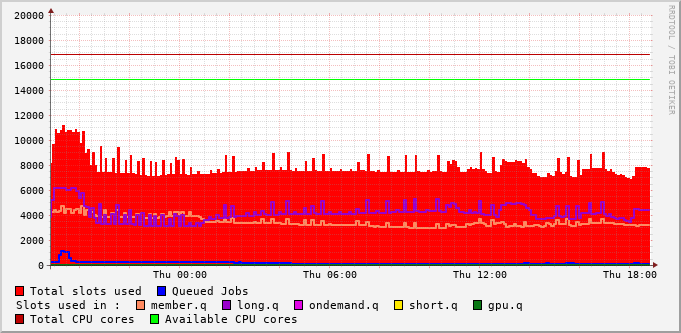 RRDTOOL / TOBI OETIKER
20000
18000
16000
14000
12000
10000
8000
6000
4000
2000
0
Thu 00:00 Thu 06:00 Thu 12:00 Thu 18:00
Total slots used Queued Jobs
Slots used in : member.q long.q ondemand.q short.q gpu.q
Total CPU cores Available CPU cores